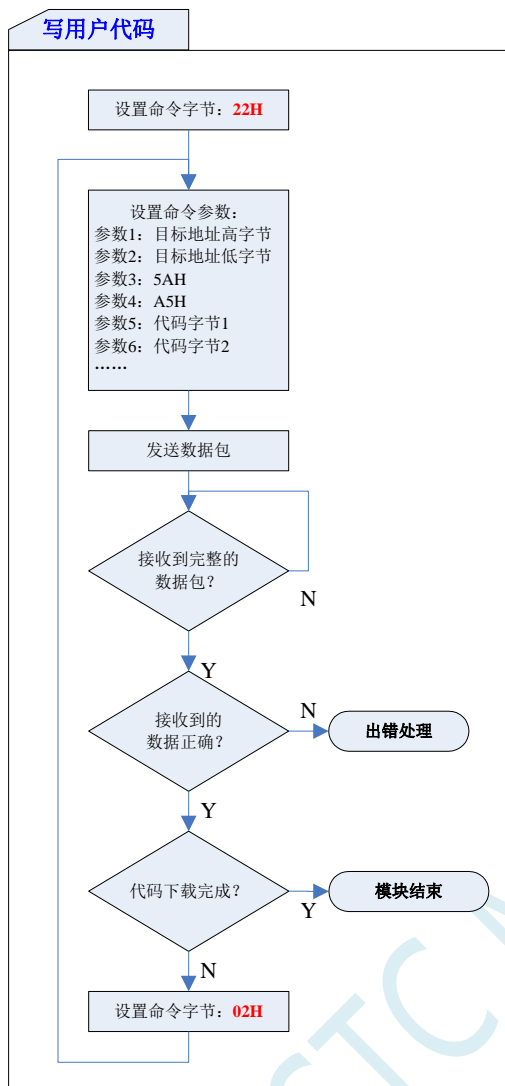 写用户代码
设置命令字节：22H
设置命令参数：
参数1：目标地址高字节
参数2：目标地址低字节
参数3：5AH
参数4：A5H
参数5：代码字节1
参数6：代码字节2
……
发送数据包
接收到完整的
数据包？
N
Y
接收到的
数据正确？
N
出错处理
Y
代码下载完成？
Y
模块结束
N
设置命令字节：02H
STC